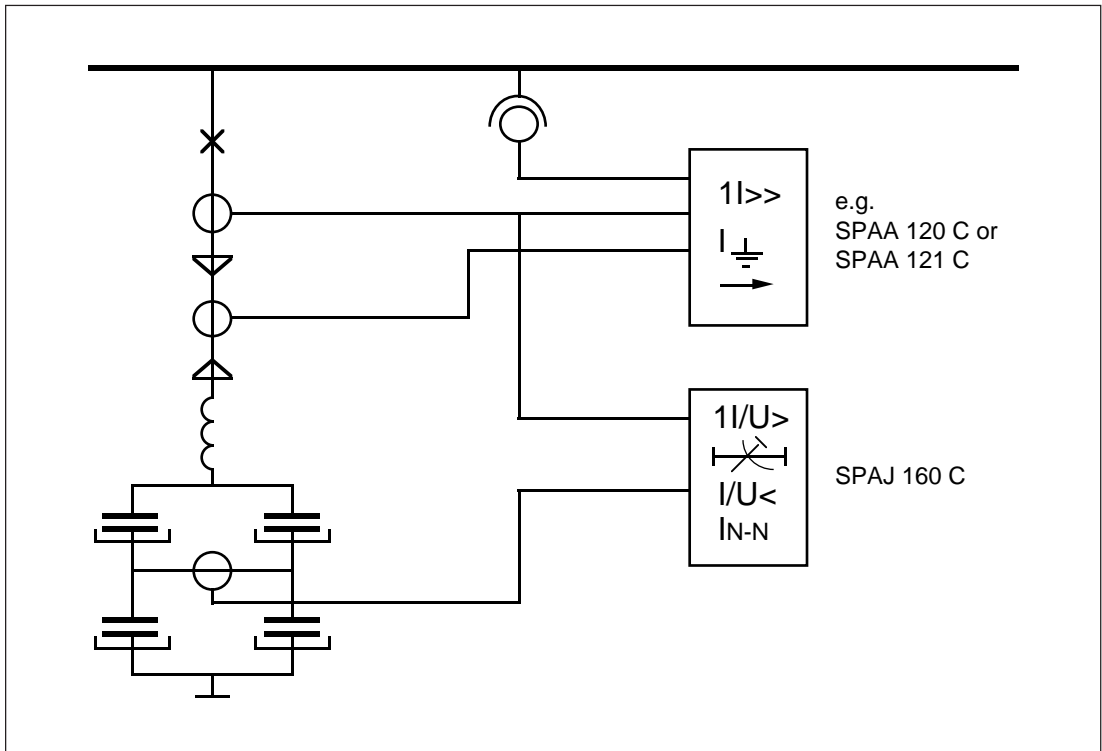 1I>>
e.g.
SPAA 120 C or
SPAA 121 C
I
1I/U>
I/U<
IN-N
SPAJ 160 C